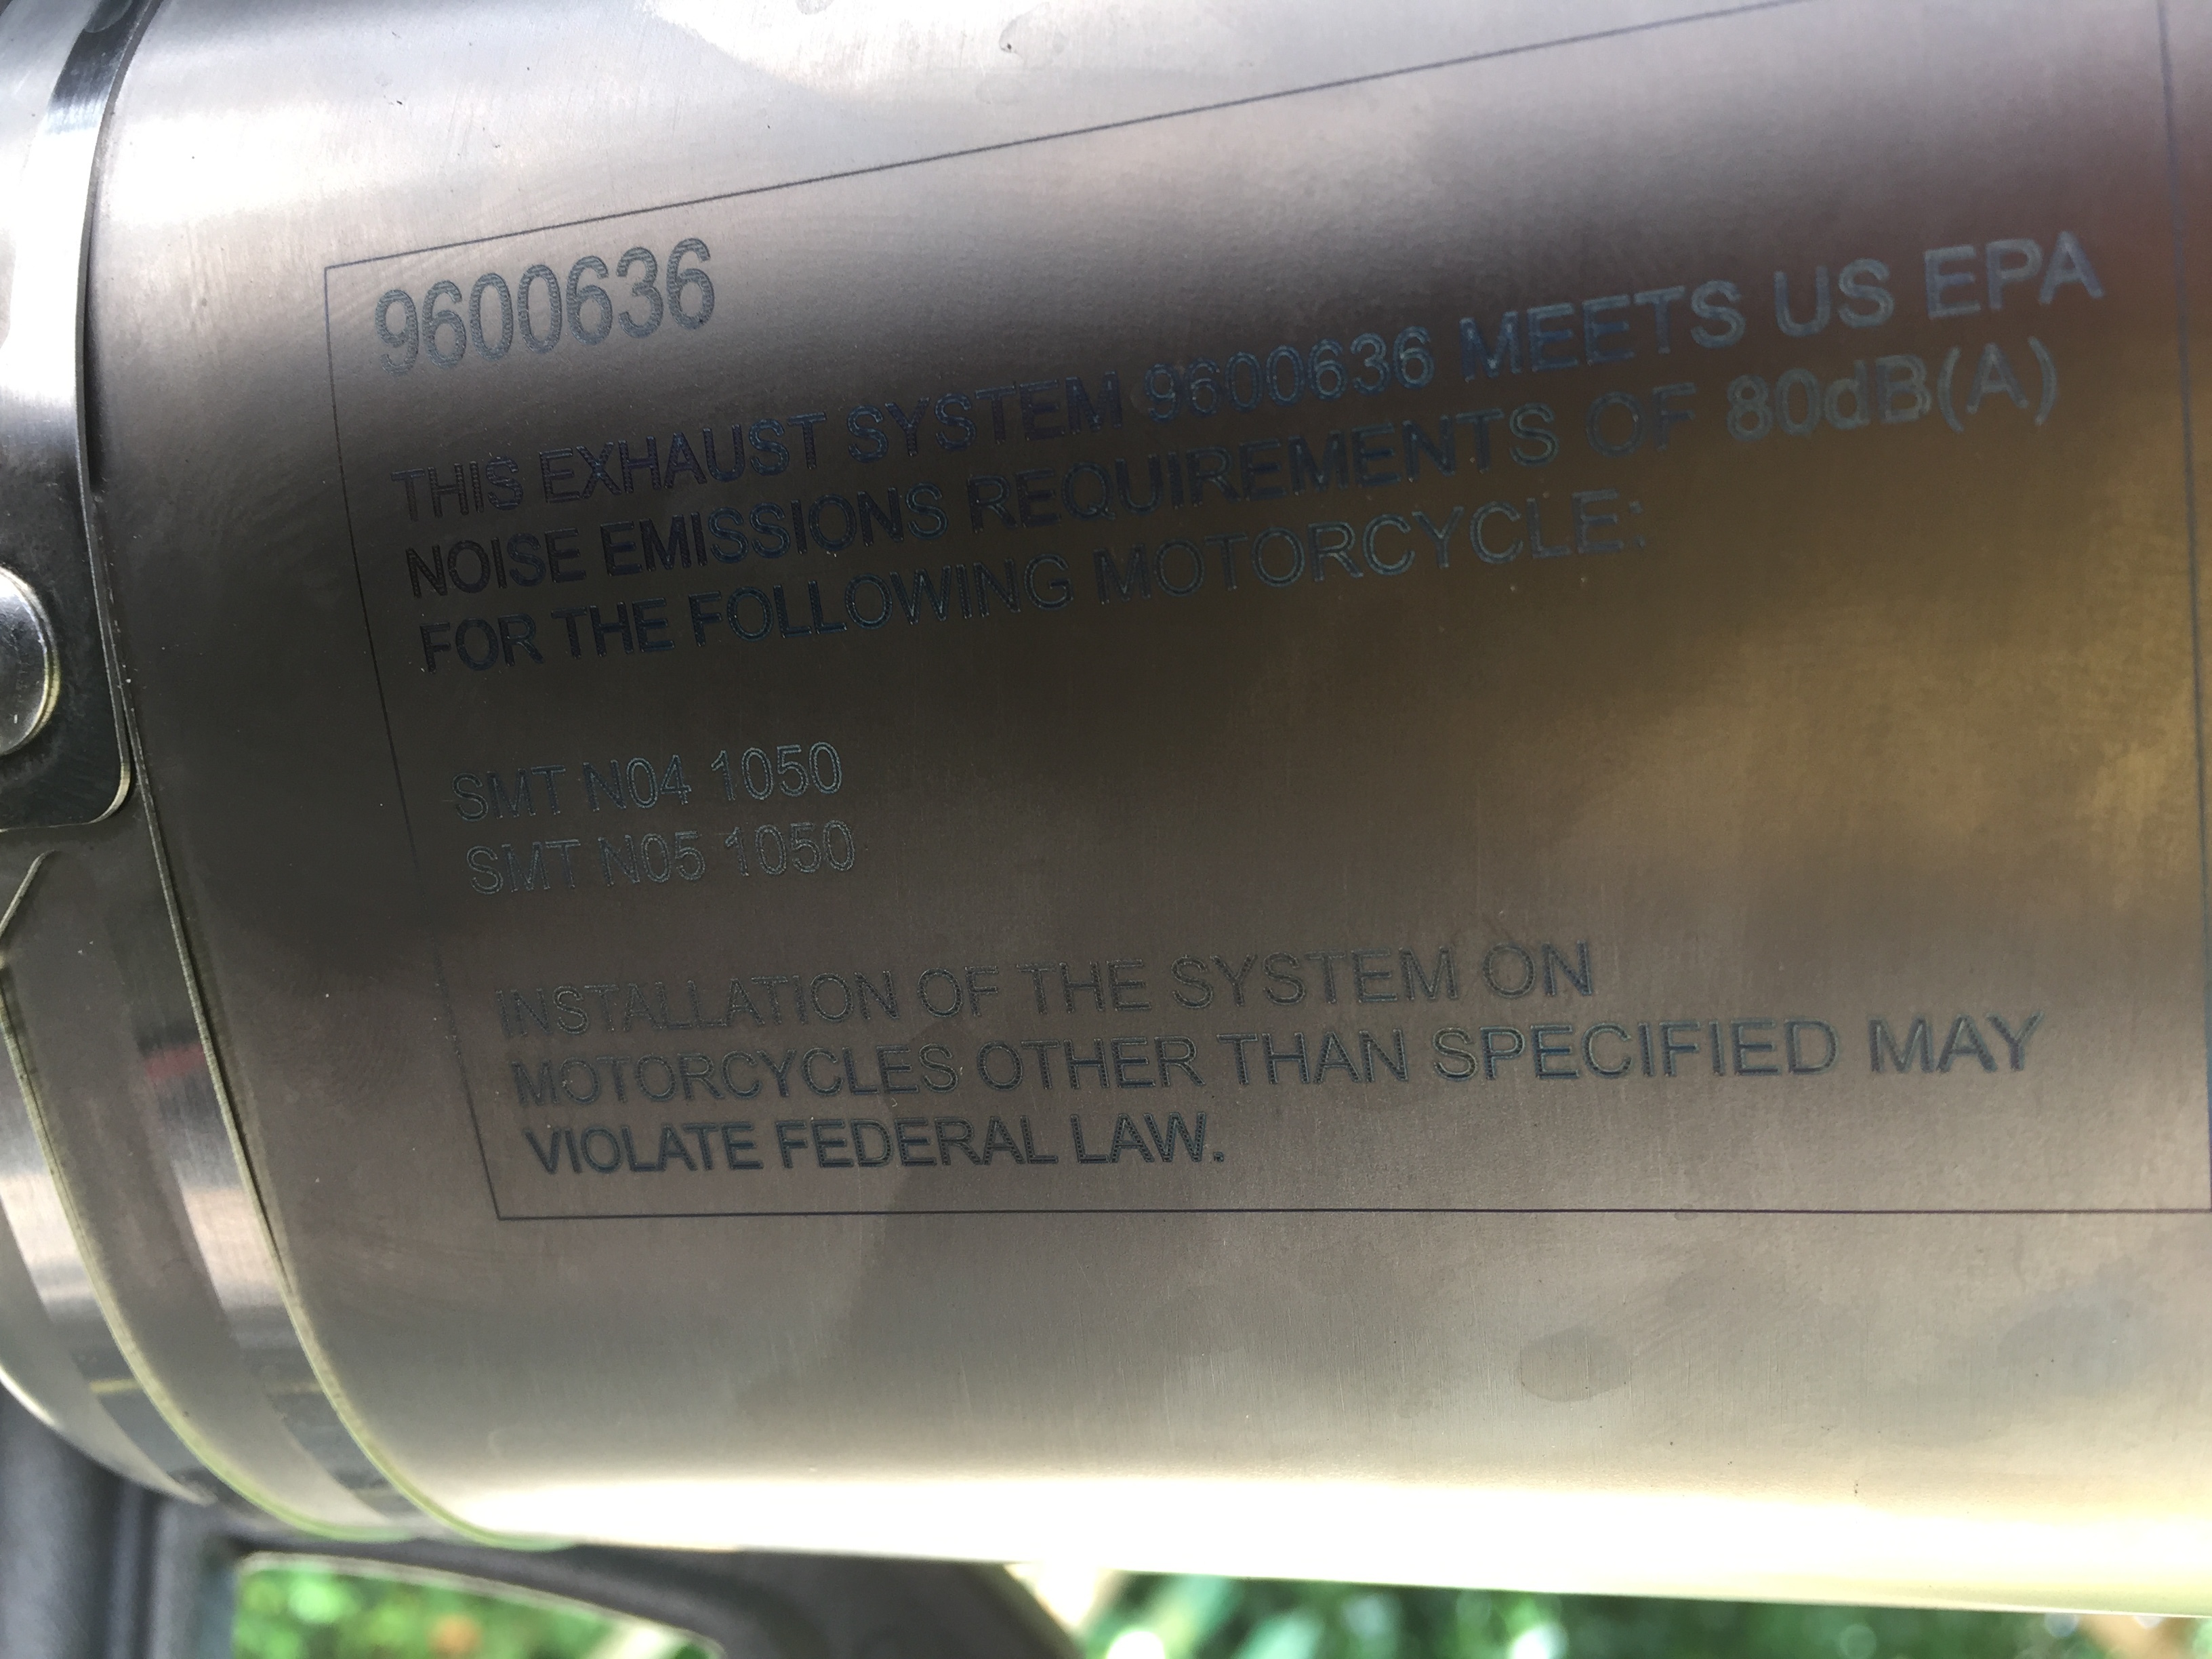 9600636
THIS EXHAUST SYSTEM 9600636 MEETS US EPA
NOISE EMISSIONS REQUIREMENTS OF 80dB(A)
FOR THE FOLLOWING MOTORCYCLE:
SMT N04 1050
SMT N05 1050
INSTALLATION OF THE SYSTEM ON
MOTORCYCLES OTHER THAN SPECIFIED MAY
VIOLATE FEDERAL LAW.